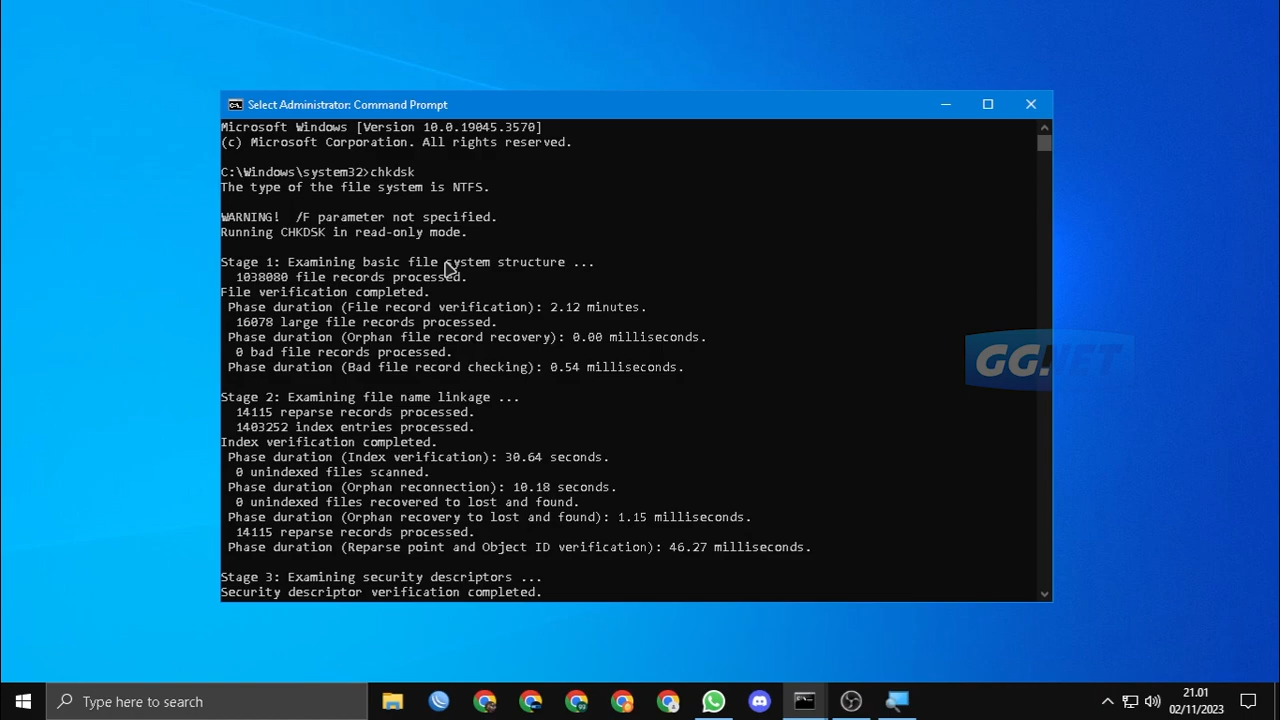 Select Administrator: Command Prompt
Microsoft Windows [Version 10.0.19045.3570]
(c) Microsoft Corporation. All rights reserved.
C:\Windows\system32>chkdsk
The type of the file system is NTFS.
WARNING!  /F parameter not specified.
Running CHKDSK in read-only mode.
Stage 1: Examining basic file system structure ...
1038080 file records processed.
File verification completed.
Phase duration (File record verification): 2.12 minutes.
16078 large file records processed.
Phase duration (Orphan file record recovery): 0.00 milliseconds.
0 bad file records processed.
Phase duration (Bad file record checking): 0.54 milliseconds.
Stage 2: Examining file name linkage ...
14115 reparse records processed.
1403252 index entries processed.
Index verification completed.
Phase duration (Index verification): 30.64 seconds.
0 unindexed files scanned.
Phase duration (Orphan reconnection): 10.18 seconds.
0 unindexed files recovered to lost and found.
Phase duration (Orphan recovery to lost and found): 1.15 milliseconds.
14115 reparse records processed.
Phase duration (Reparse point and Object ID verification): 46.27 milliseconds.
Stage 3: Examining security descriptors ...
Security descriptor verification completed.
GG!NET
Type here to search
21.01
02/11/2023